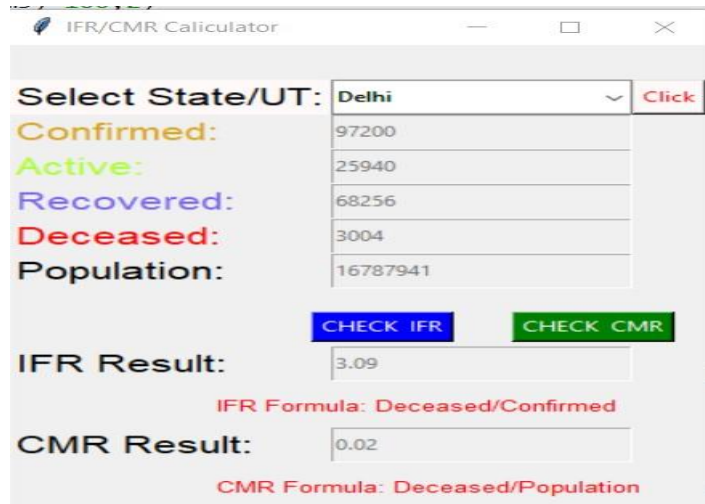 IFR/CMR Caliculator
Select State/UT: Delhi Click
Confirmed: 97200
Active: 25940
Recovered: 68256
Deceased: 3004
Population: 16787941
CHECK IFR CHECK CMR
IFR Result: 3.09
IFR Formula: Deceased/Confirmed
CMR Result: 0.02
CMR Formula: Deceased/Population